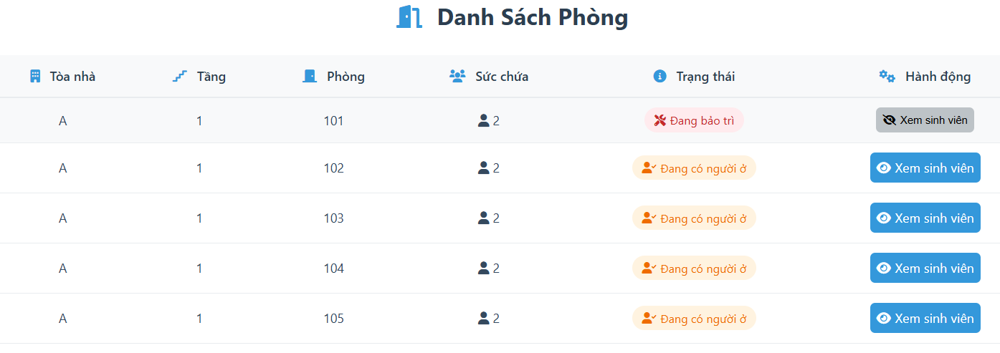 Danh Sách Phòng
Tòa nhà Tầng Phòng Sức chứa Trạng thái Hành động
A 1 101 2 Đang bảo trì Xem sinh viên
A 1 102 2 Đang có người ở Xem sinh viên
A 1 103 2 Đang có người ở Xem sinh viên
A 1 104 2 Đang có người ở Xem sinh viên
A 1 105 2 Đang có người ở Xem sinh viên